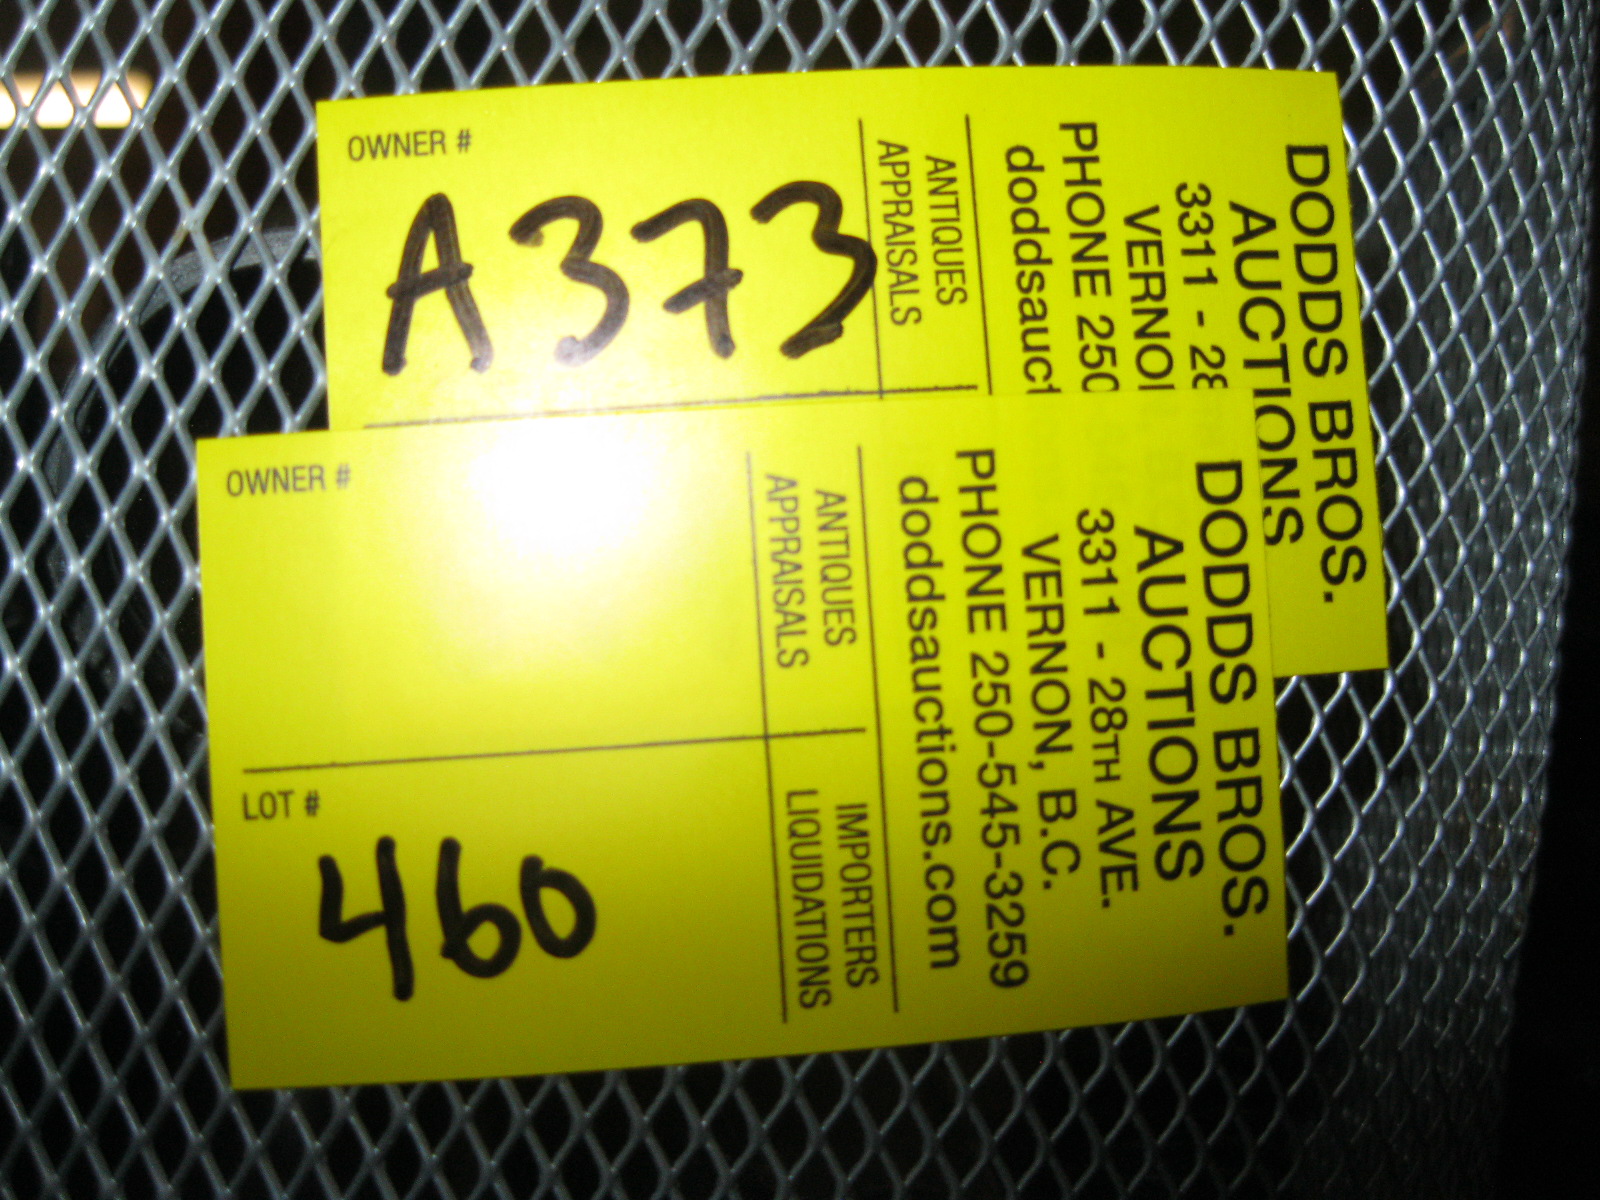 OWNER #
A373
ANTIQUES
APPRAISALS
DODDS BROS.
AUCTIONS
3311 - 28
VERNO
PHONE 250
doddsauct
OWNER #
LOT #
460
ANTIQUES
APPRAISALS
IMPORTERS
LIQUIDATIONS
DODDS BROS.
AUCTIONS
3311 - 28TH AVE.
VERNON, B.C.
PHONE 250-545-3259
doddsauctions.com